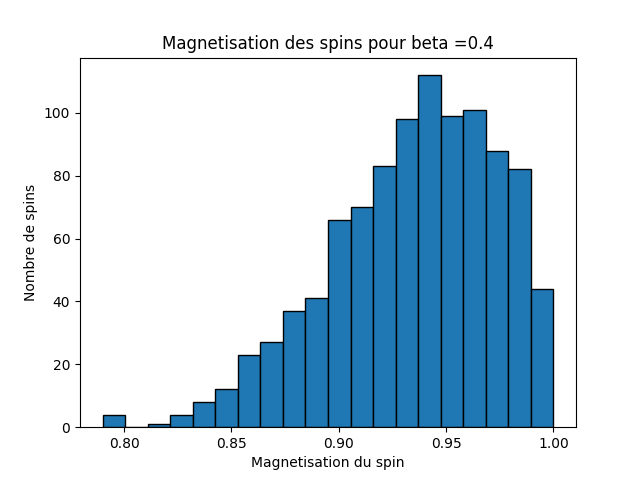 Magnetisation des spins pour beta =0.4
100
80
60
40
20
0
Nombre de spins
0.80 0.85 0.90 0.95 1.00
Magnetisation du spin